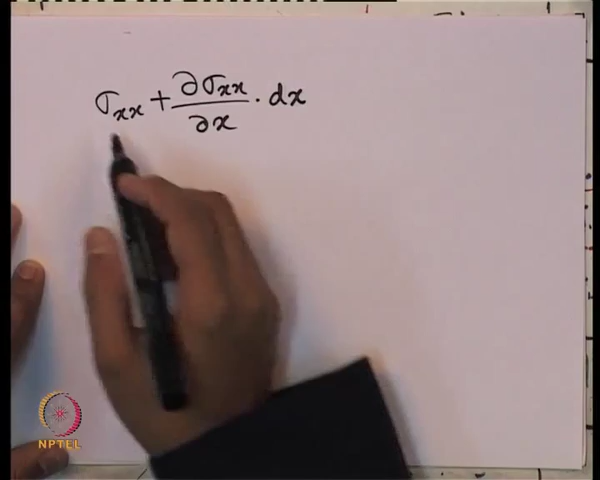 σxx + ∂σxx/∂x · dx
NPTEL